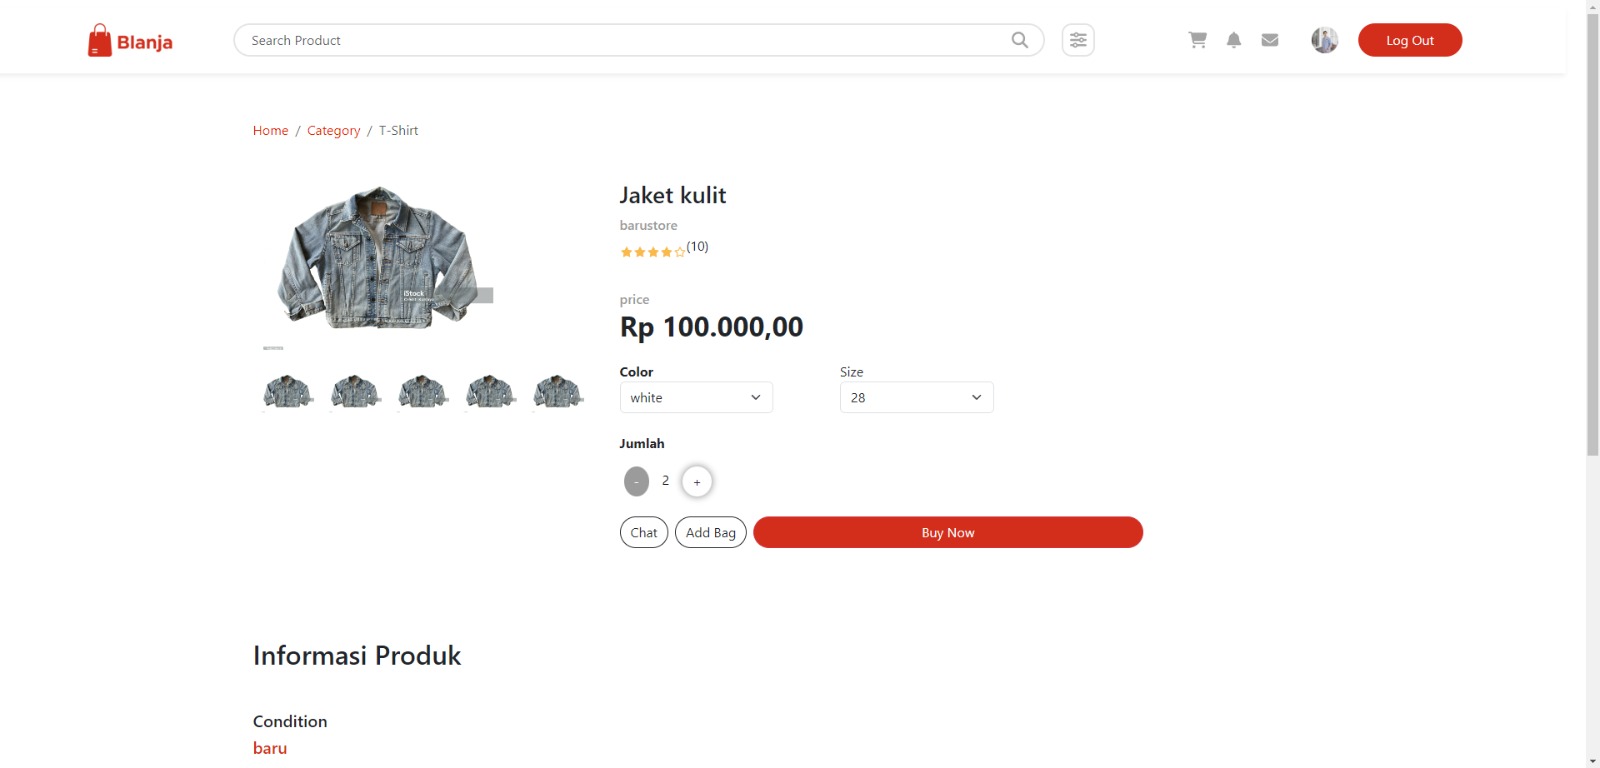 Blanja
Search Product
Log Out
Home / Category / T-Shirt
Jaket kulit
barustore
(10)
iStock
price
Rp 100.000,00
Color
Size
white
28
Jumlah
- 2 +
Chat
Add Bag
Buy Now
Informasi Produk
Condition
baru